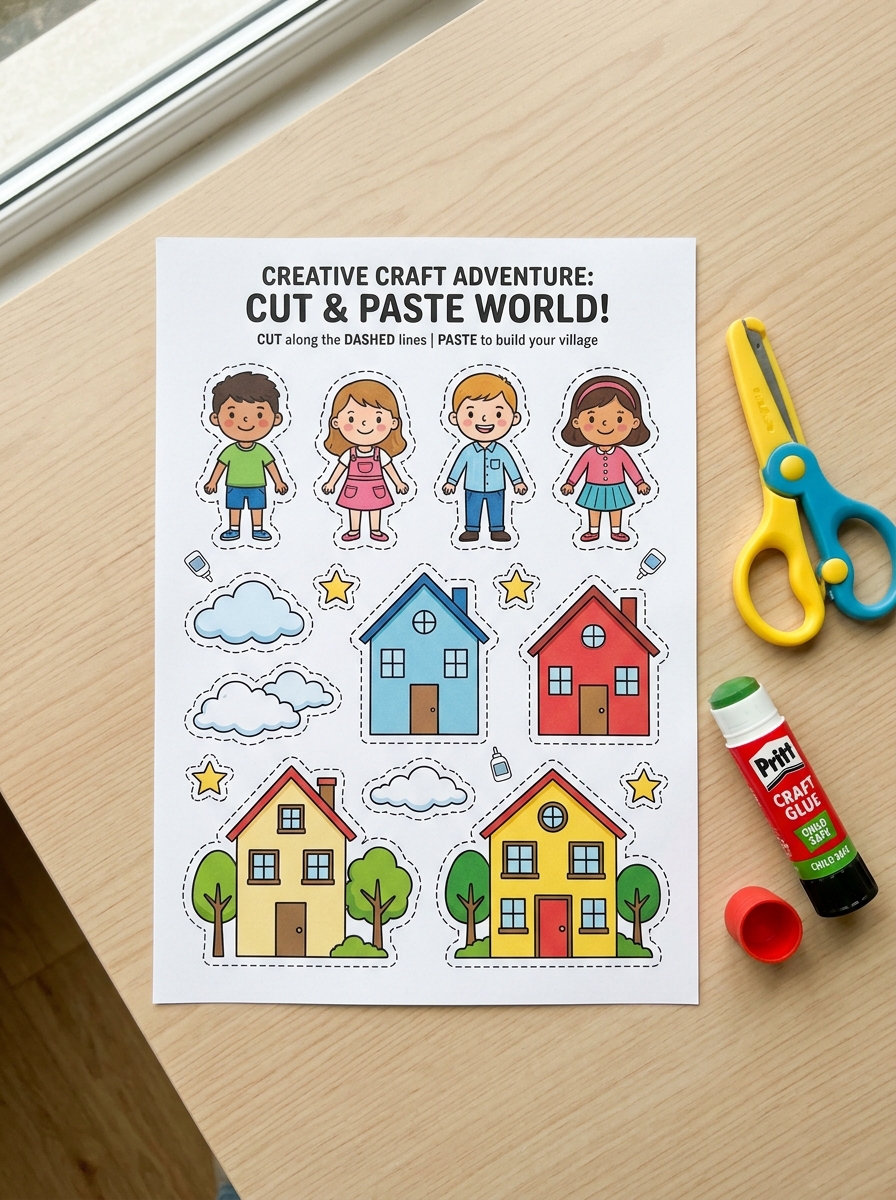 CREATIVE CRAFT ADVENTURE:
CUT & PASTE WORLD!
CUT along the DASHED lines | PASTE to build your village
Pritt
CRAFT
GLUE
CHILD
SAFE
CHILD SAFE